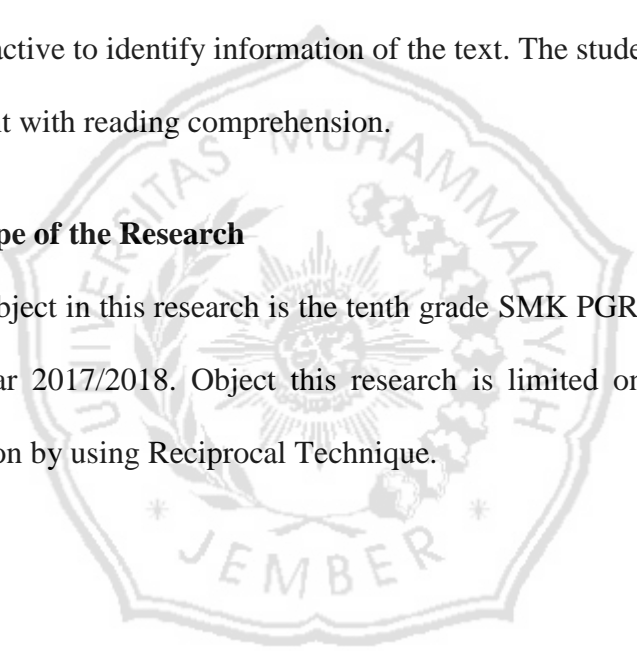 active to identify information of the text. The stude
t with reading comprehension.
pe of the Research
bject in this research is the tenth grade SMK PGR
ar 2017/2018. Object this research is limited on
on by using Reciprocal Technique.
UNIVERSITAS MUHAMMADIYAH
JEMBER